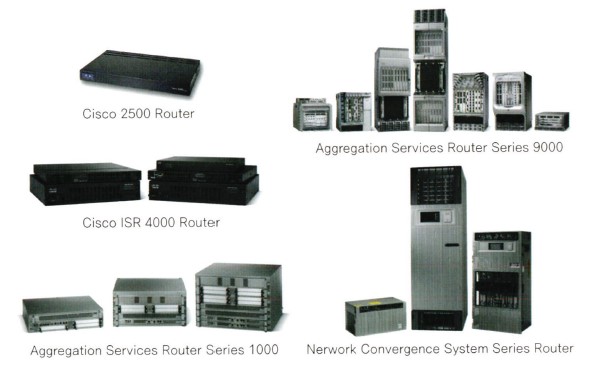 Cisco 2500 Router
Aggregation Services Router Series 9000
Cisco ISR 4000 Router
Aggregation Services Router Series 1000
Nerwork Convergence System Series Router